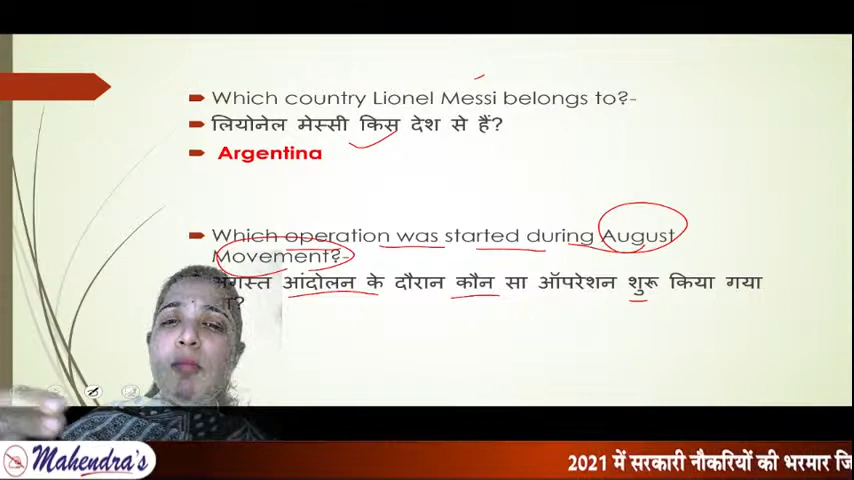 Which country Lionel Messi belongs to?-
लियोनेल मेस्सी किस देश से हैं?
Argentina
Which operation was started during August
Movement?-
अगस्त आंदोलन के दौरान कौन सा ऑपरेशन शुरू किया गया
Mahendra's
2021 में सरकारी नौकरियों की भरमार